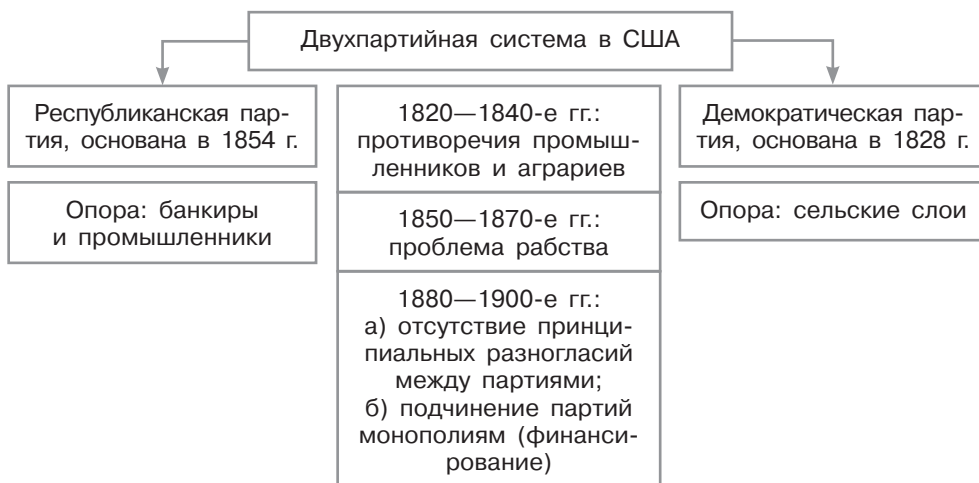 Двухпартийная система в США
Республиканская пар-
тия, основана в 1854 г.
Опора: банкиры
и промышленники
1820—1840-е гг.:
противоречия промыш-
ленников и аграриев
1850—1870-е гг.:
проблема рабства
1880—1900-е гг.:
а) отсутствие принци-
пиальных разногласий
между партиями;
б) подчинение партий
монополиям (финанси-
рование)
Демократическая пар-
тия, основана в 1828 г.
Опора: сельские слои